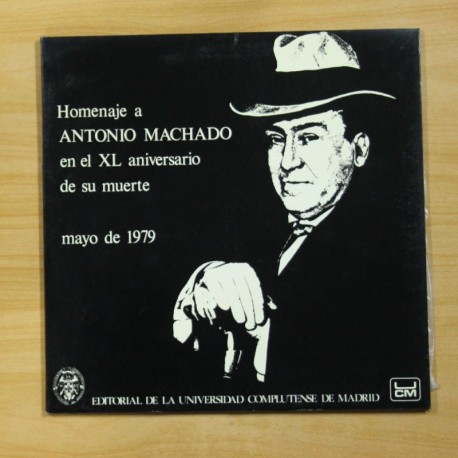 Homenaje a
ANTONIO MACHADO
en el XL aniversario
de su muerte
mayo de 1979
EDITORIAL DE LA UNIVERSIDAD COMPLUTENSE DE MADRID
UCM